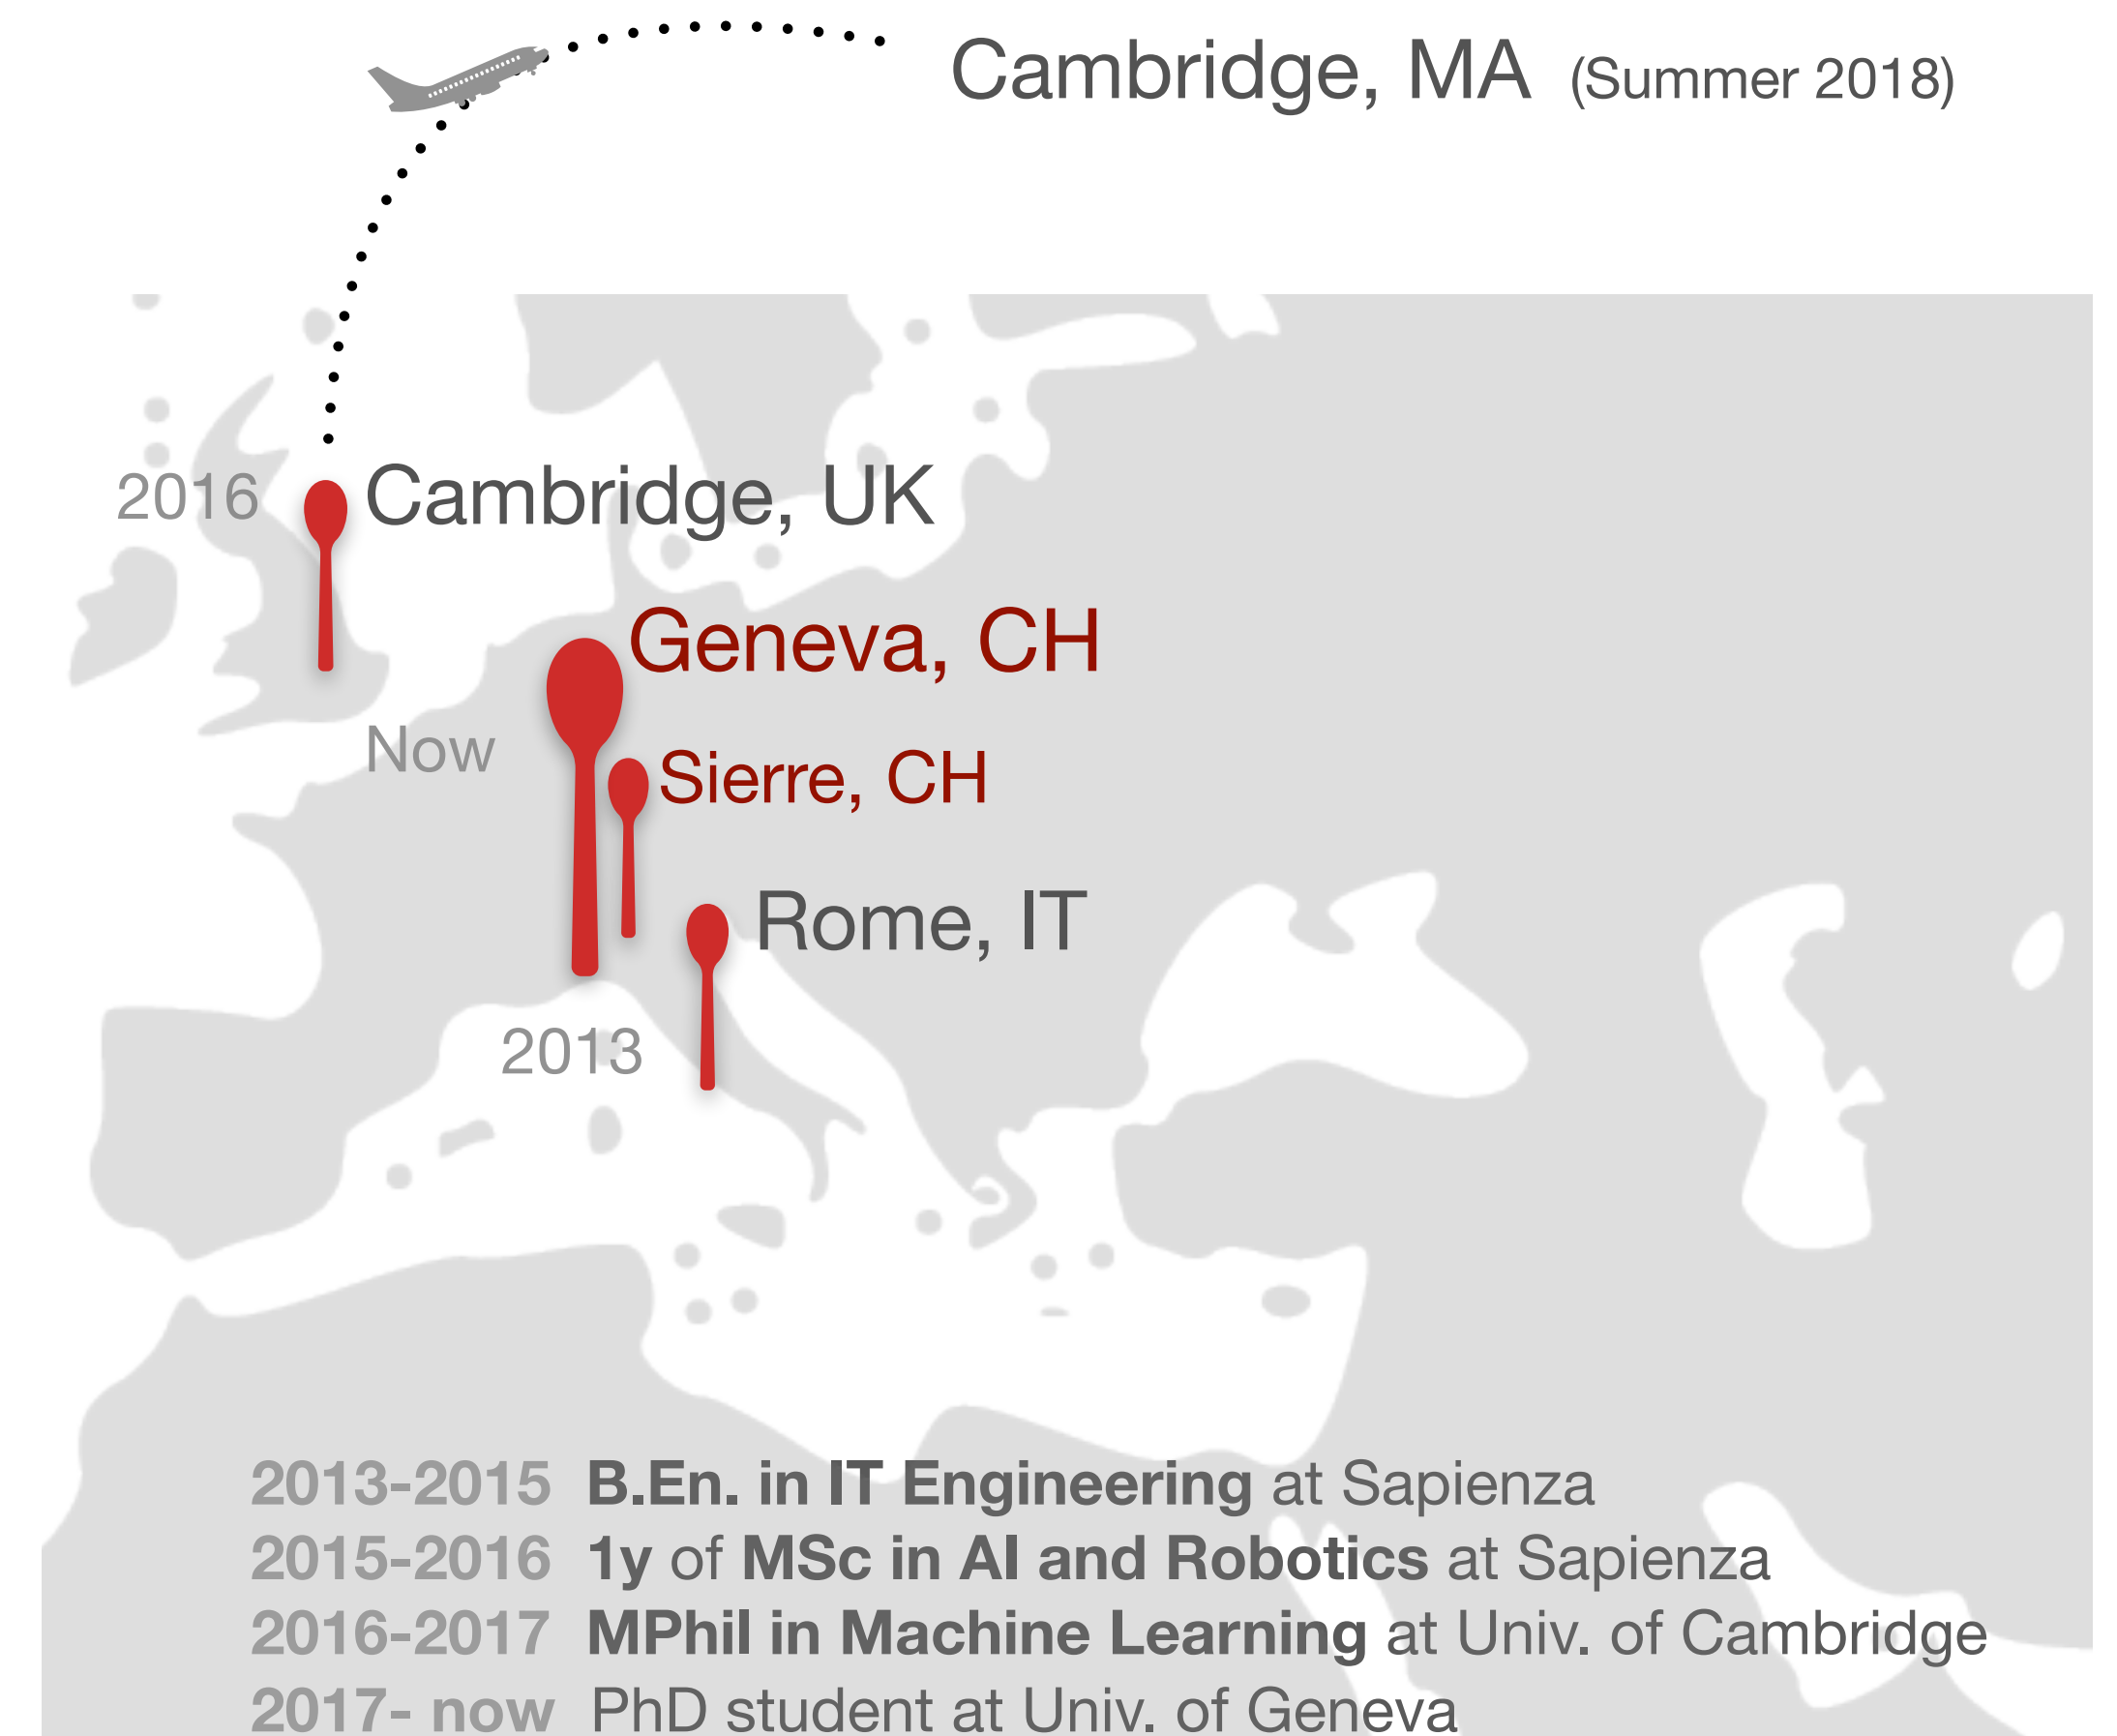 Cambridge, MA (Summer 2018)
2016 Cambridge, UK
Geneva, CH
Now
Sierre, CH
Rome, IT
2013
2013-2015 B.En. in IT Engineering at Sapienza
2015-2016 1y of MSc in AI and Robotics at Sapienza
2016-2017 MPhil in Machine Learning at Univ. of Cambridge
2017- now PhD student at Univ. of Geneva